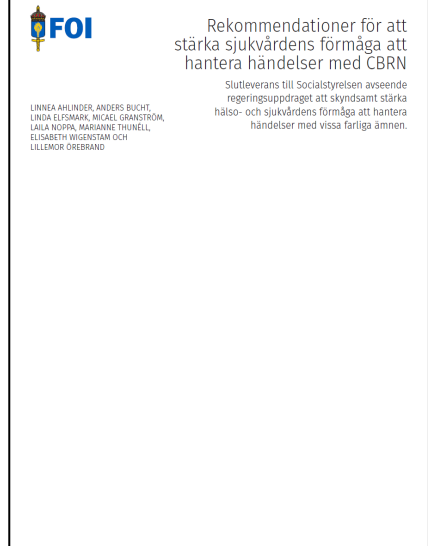 FOI
Rekommendationer för att
stärka sjukvårdens förmåga att
hantera händelser med CBRN
Slutleverans till Socialstyrelsen avseende
regeringsuppdraget att skyndsamt stärka
hälso- och sjukvårdens förmåga att hantera
händelser med vissa farliga ämnen.
LINNEA AHLINDER, ANDERS BUCHT,
LINDA ELFSMARK, MICAEL GRANSTRÖM,
LAILA NOPPA, MARIANNE THUNÉLL,
ELISABETH WIGENSTAM OCH
LILLEMOR ÖREBRAND